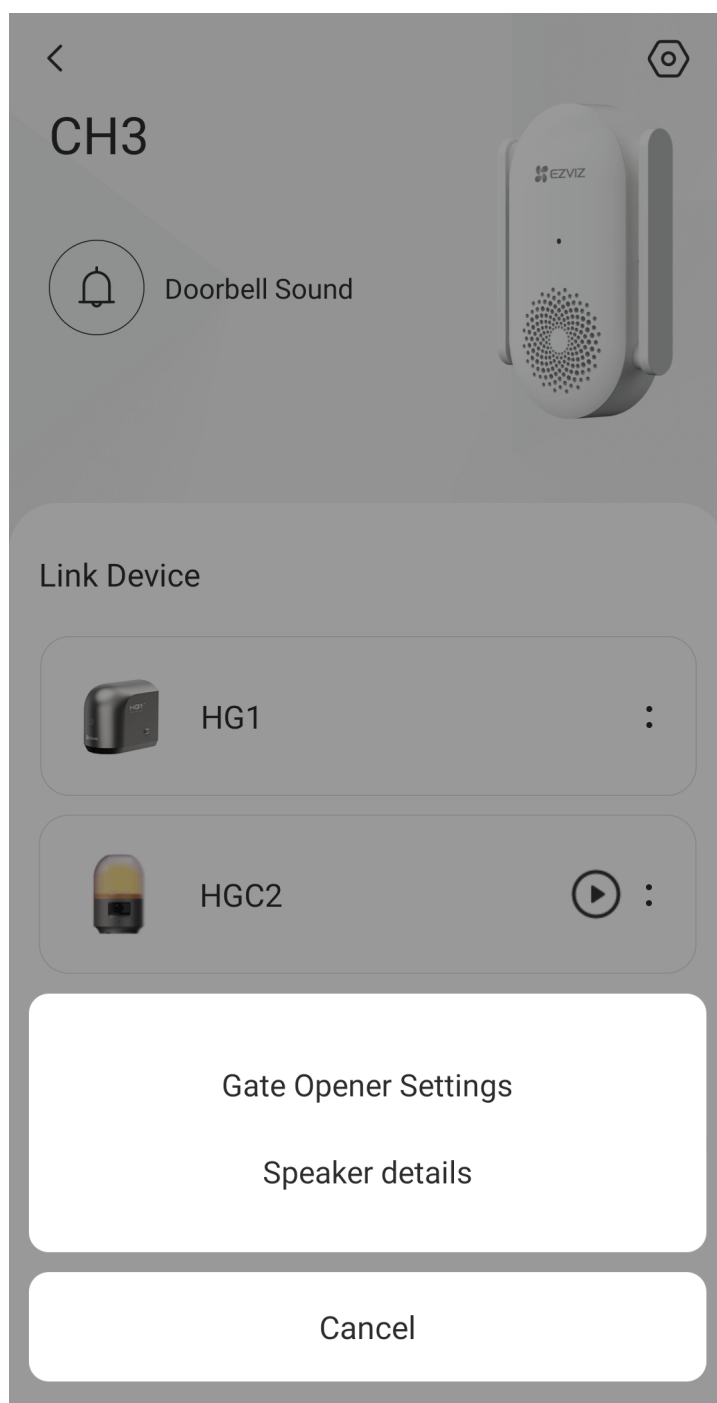 CH3
EZVIZ
Doorbell Sound
Link Device
HG1
HGC2
Gate Opener Settings
Speaker details
Cancel